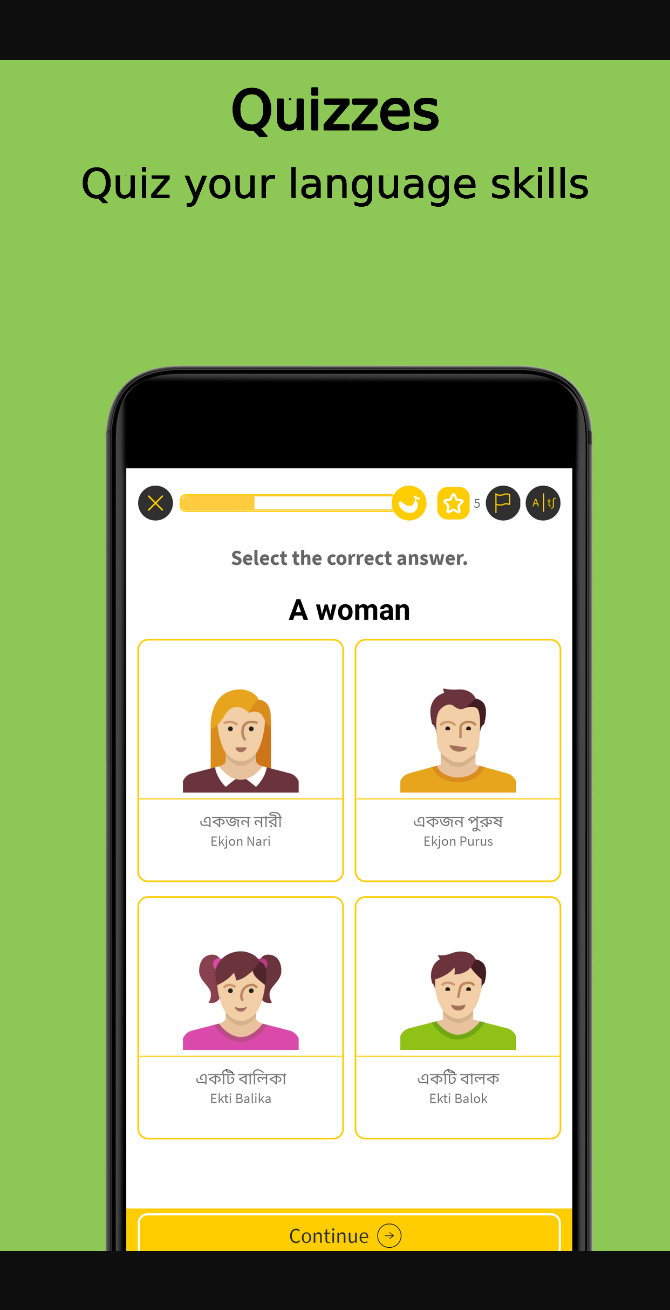 Quizzes
Quiz your language skills
5
A|tʃ
Select the correct answer.
A woman
একজন নারী
Ekjon Nari
একজন পুরুষ
Ekjon Purus
একটি বালিকা
Ekti Balika
একটি বালক
Ekti Balok
Continue